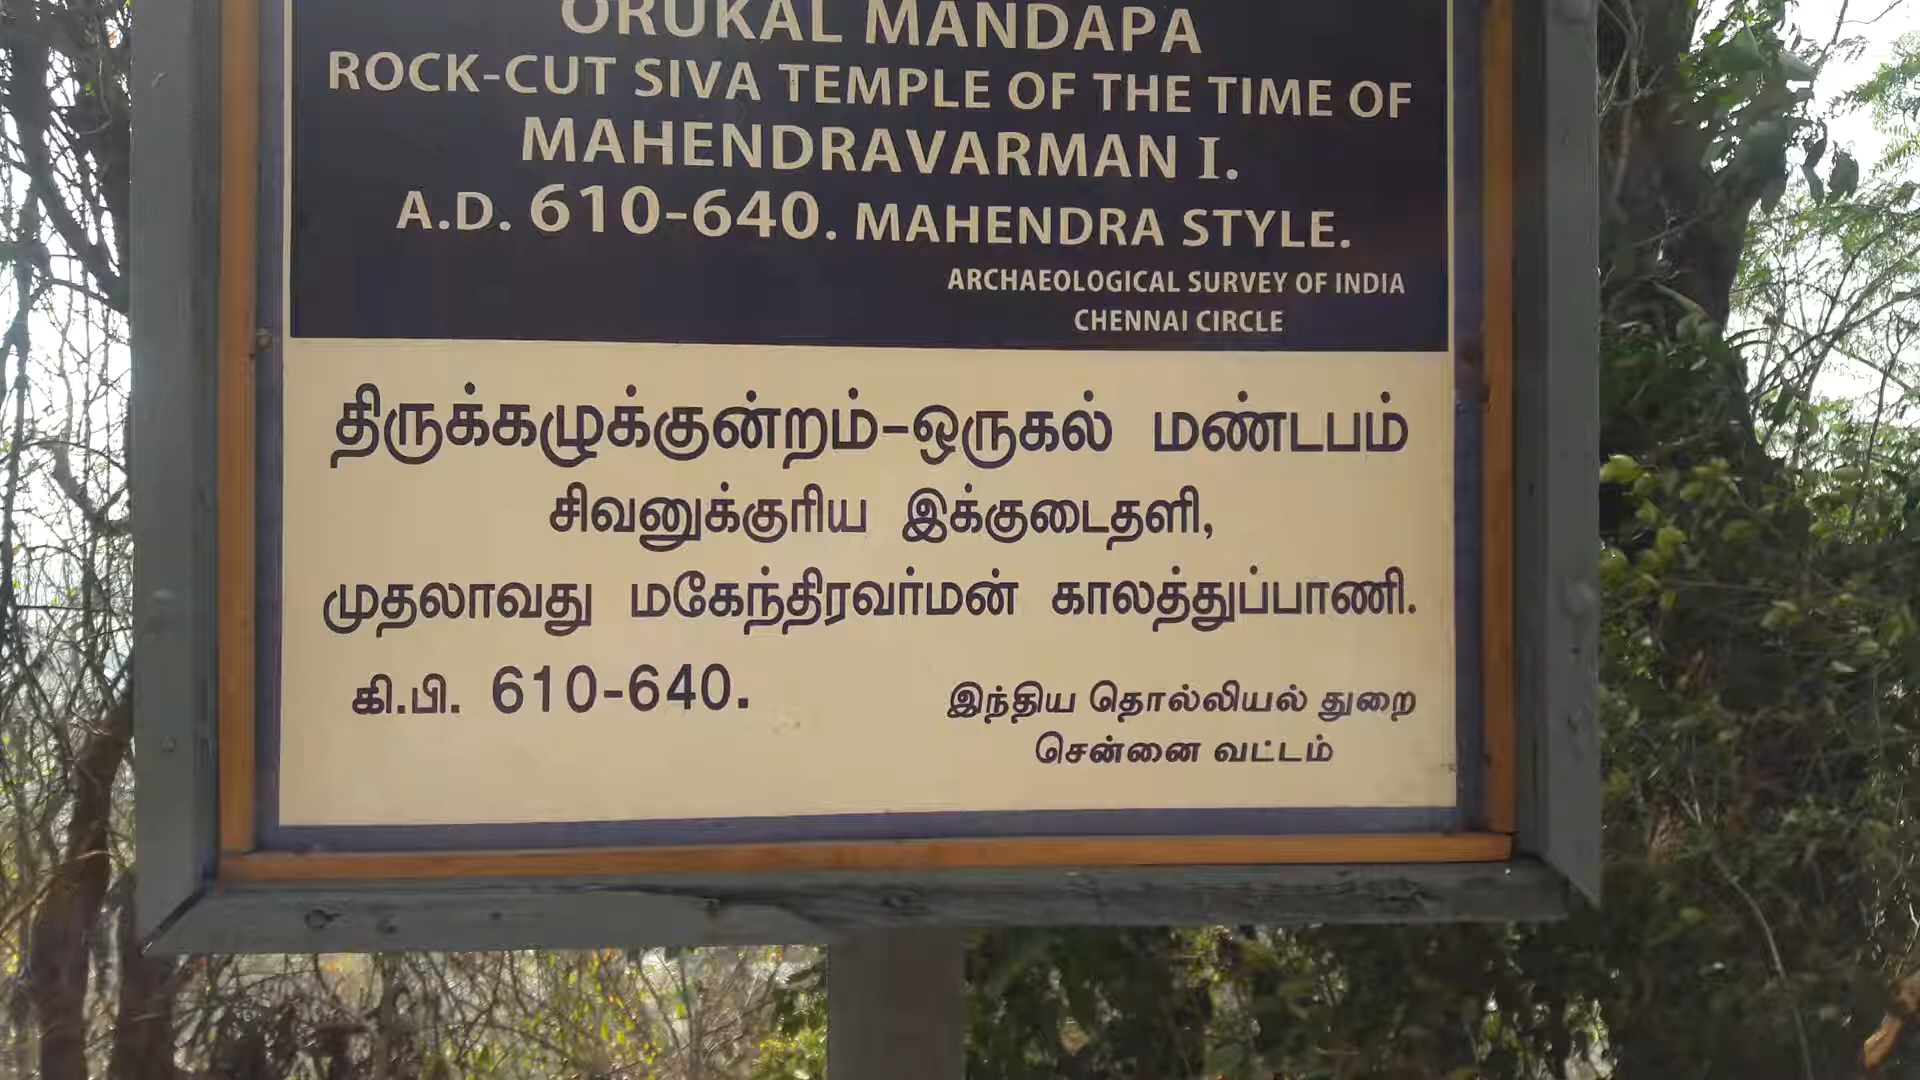 ORUKAL MANDAPA
ROCK-CUT SIVA TEMPLE OF THE TIME OF
MAHENDRAVARMAN I.
A.D. 610-640. MAHENDRA STYLE.
ARCHAEOLOGICAL SURVEY OF INDIA
CHENNAI CIRCLE
திருக்கழுக்குன்றம்-ஒருகல் மண்டபம்
சிவனுக்குரிய இக்குடைதளி,
முதலாவது மகேந்திரவர்மன் காலத்துப்பாணி.
கி.பி. 610-640.
இந்திய தொல்லியல் துறை
சென்னை வட்டம்